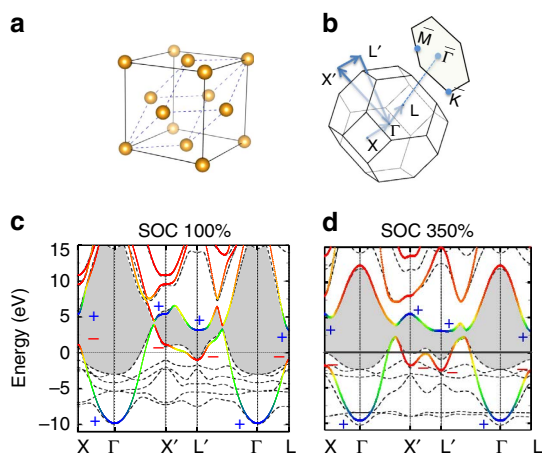 a
b
M̅
Γ̅
L′
X′
K̅
L
Γ
X
c
SOC 100%
d
SOC 350%
Energy (eV)
15
10
5
0
−5
−10
+
−
+
+
−
−
+
−
+
+
+
+
+
−
−
−
−
+
+
+
X Γ X′ L′ Γ L
X Γ X′ L′ Γ L